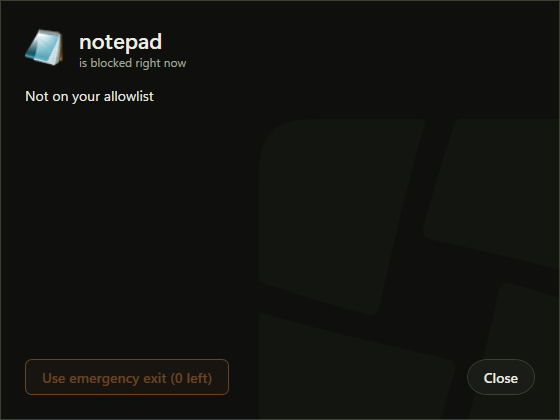 notepad
is blocked right now
Not on your allowlist
Use emergency exit (0 left)
Close